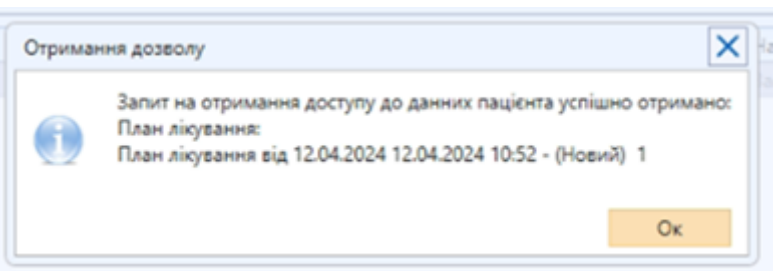 Отримання дозволу
Запит на отримання доступу до данних пацієнта успішно отримано:
План лікування:
План лікування від 12.04.2024 12.04.2024 10:52 - (Новий) 1
Ок